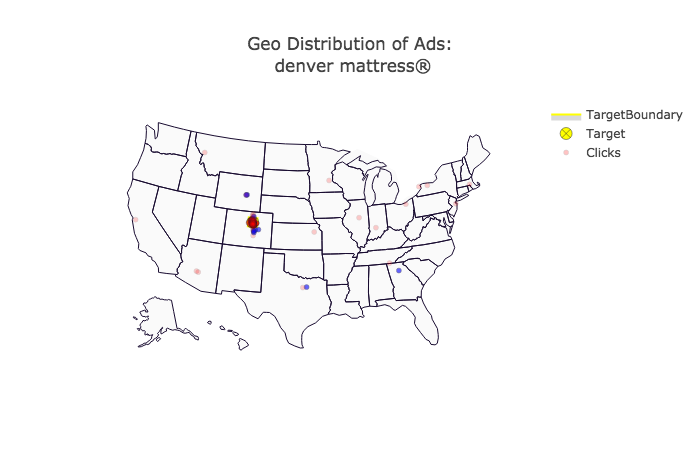 Geo Distribution of Ads:
denver mattress®
TargetBoundary
Target
Clicks